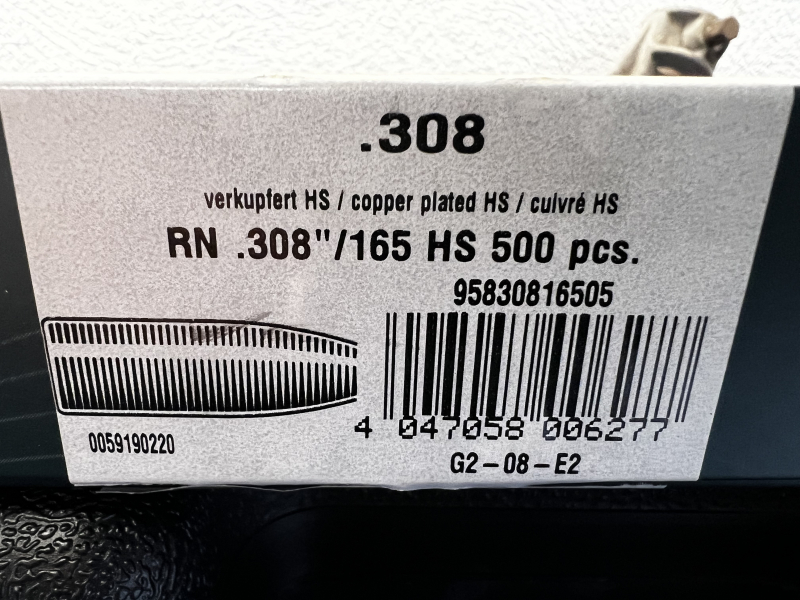 .308
verkupfert HS / copper plated HS / cuivré HS
RN .308"/165 HS 500 pcs.
95830816505
4 047058 006277
0059190220
G2-08-E2